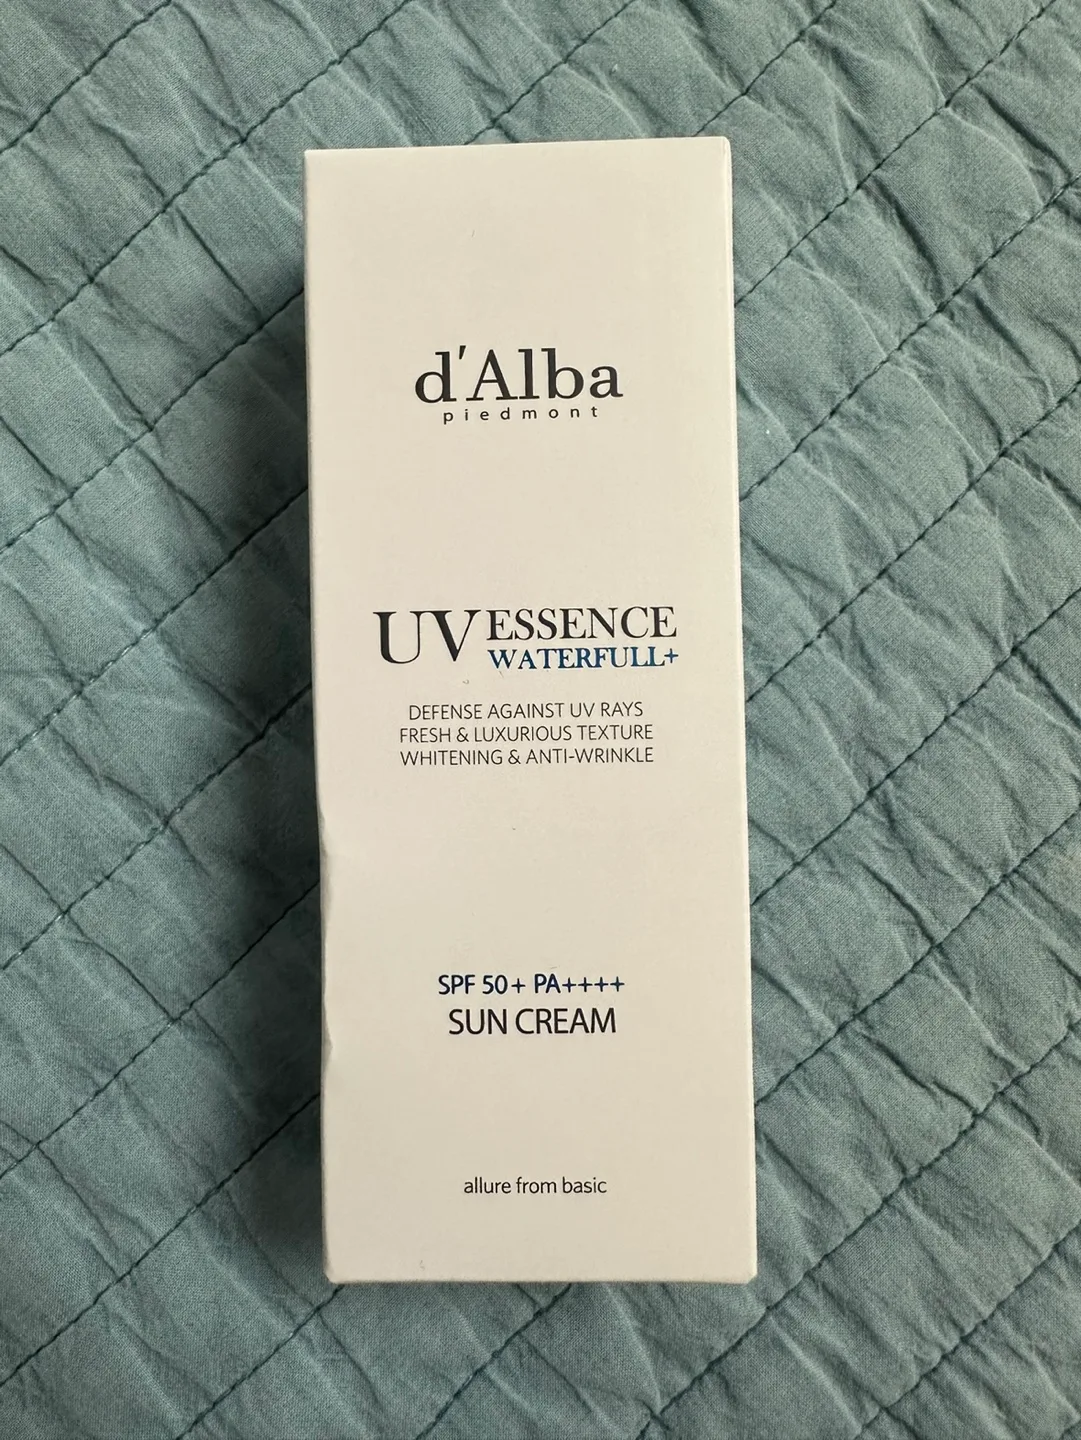 d'Alba
piedmont
UV ESSENCE
WATERFULL+
DEFENSE AGAINST UV RAYS
FRESH & LUXURIOUS TEXTURE
WHITENING & ANTI-WRINKLE
SPF 50+ PA++++
SUN CREAM
allure from basic